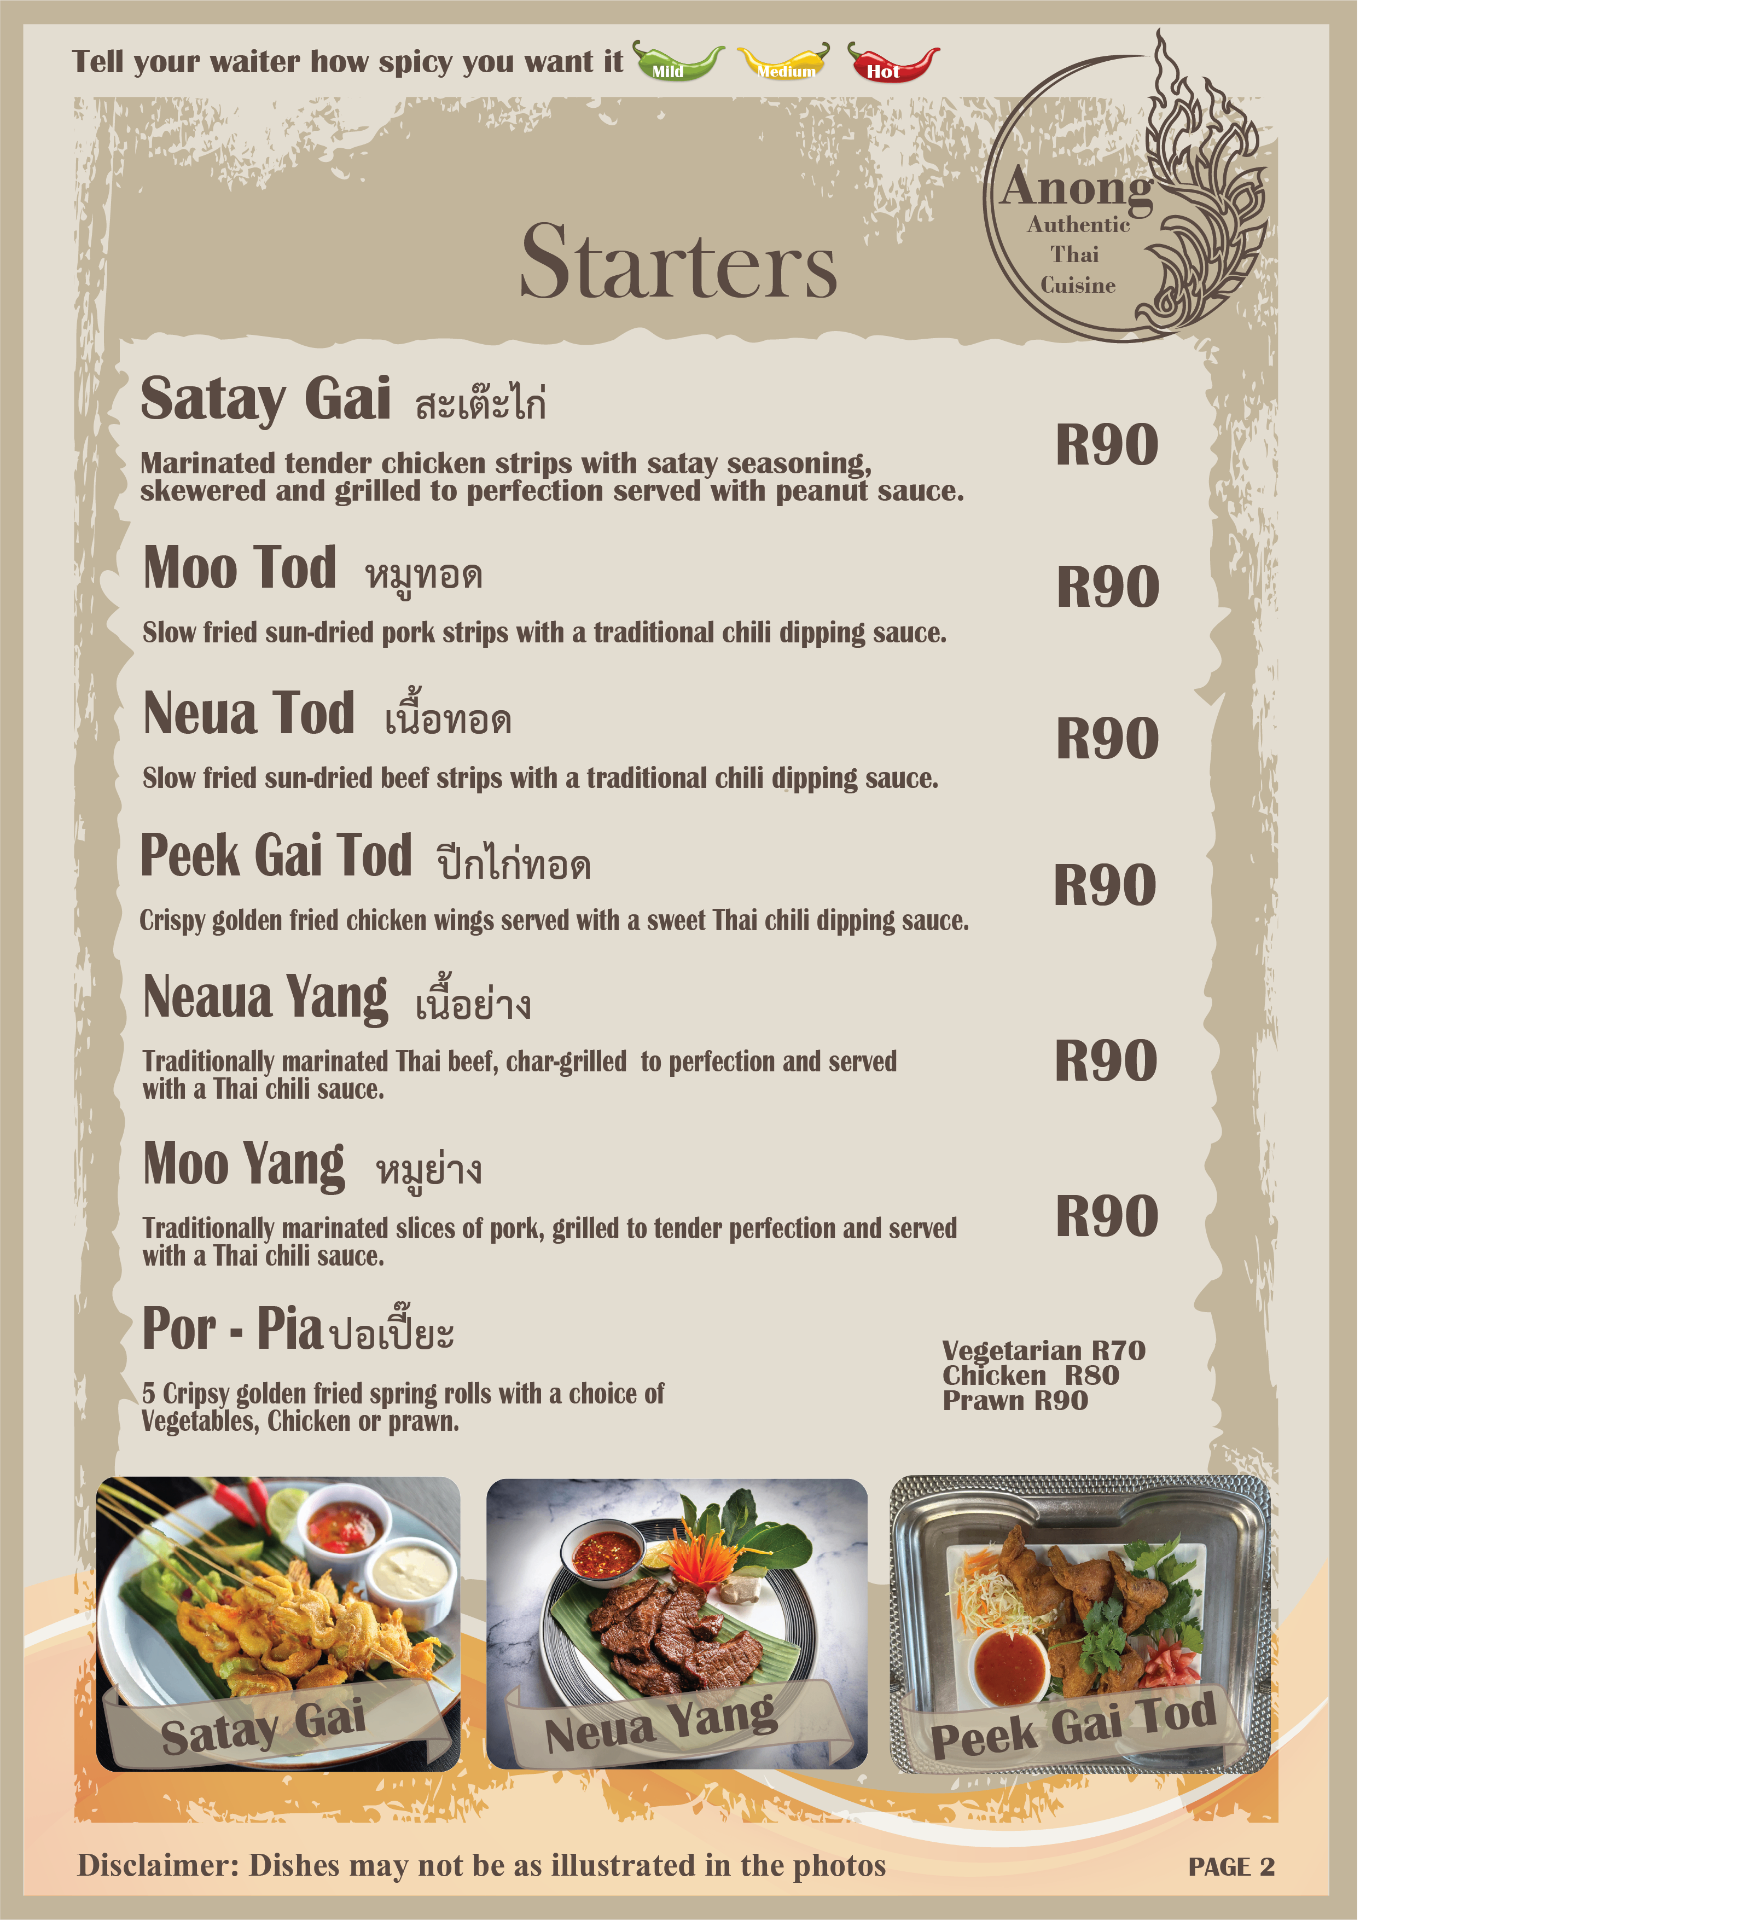 Tell your waiter how spicy you want it
Mild
Medium
Hot
Anong
Authentic
Thai
Cuisine
Starters
Satay Gai สะเต๊ะไก่
R90
Marinated tender chicken strips with satay seasoning,
skewered and grilled to perfection served with peanut sauce.
Moo Tod หมูทอด
R90
Slow fried sun-dried pork strips with a traditional chili dipping sauce.
Neua Tod เนื้อทอด
R90
Slow fried sun-dried beef strips with a traditional chili dipping sauce.
Peek Gai Tod ปีกไก่ทอด
R90
Crispy golden fried chicken wings served with a sweet Thai chili dipping sauce.
Neaua Yang เนื้อย่าง
Traditionally marinated Thai beef, char-grilled to perfection and served
with a Thai chili sauce.
R90
Moo Yang หมูย่าง
Traditionally marinated slices of pork, grilled to tender perfection and served
with a Thai chili sauce.
R90
Por - Pia ปอเปี๊ยะ
5 Cripsy golden fried spring rolls with a choice of
Vegetables, Chicken or prawn.
Vegetarian R70
Chicken R80
Prawn R90
Satay Gai
Neua Yang
Peek Gai Tod
Disclaimer: Dishes may not be as illustrated in the photos
PAGE 2